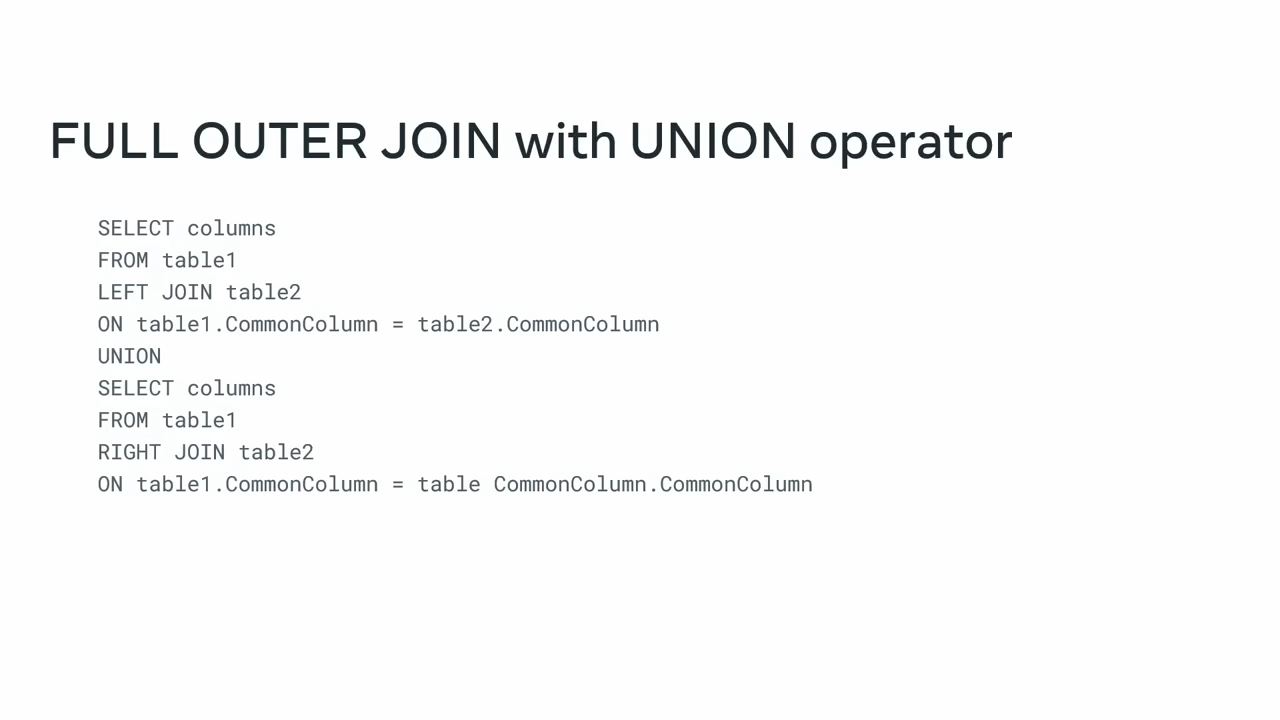 FULL OUTER JOIN with UNION operator
SELECT columns
FROM table1
LEFT JOIN table2
ON table1.CommonColumn = table2.CommonColumn
UNION
SELECT columns
FROM table1
RIGHT JOIN table2
ON table1.CommonColumn = table CommonColumn.CommonColumn